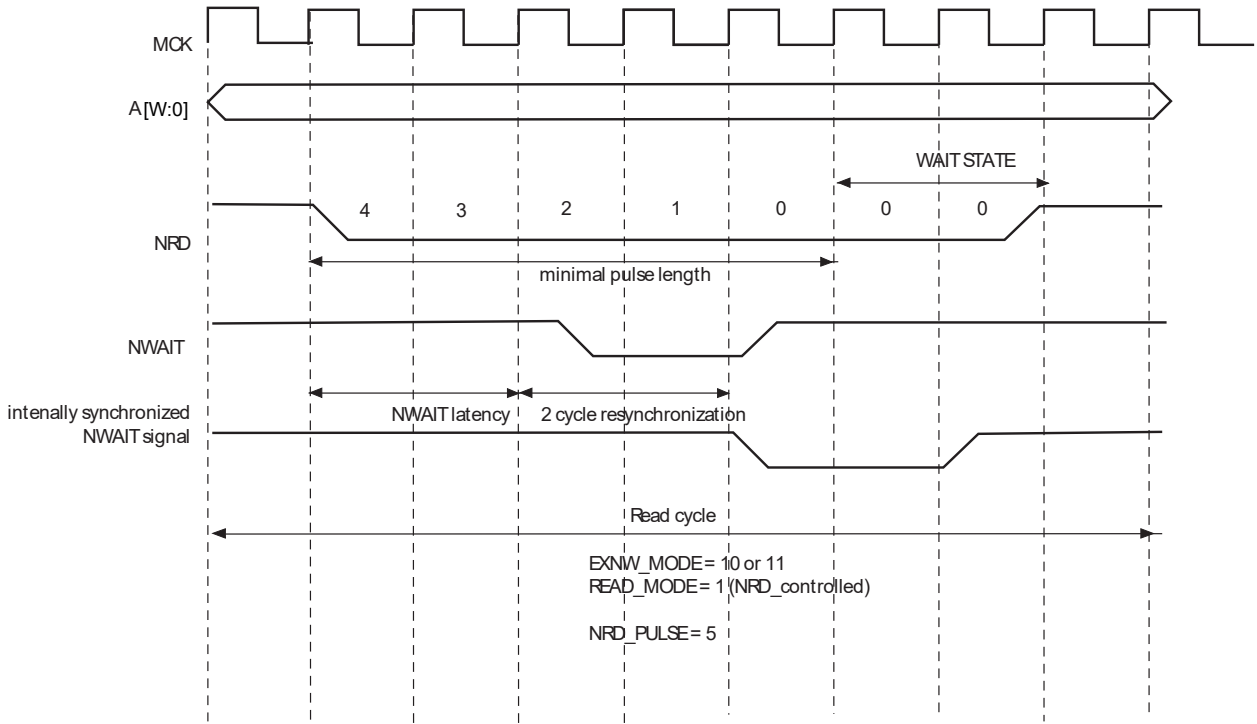 MCK
A[W:0]
WAIT STATE
4 3 2 1 0 0 0
NRD
minimal pulse length
NWAIT
intenally synchronized
NWAIT signal
NWAIT latency
2 cycle resynchronization
Read cycle
EXNW_MODE = 10 or 11
READ_MODE = 1 (NRD_controlled)
NRD_PULSE = 5